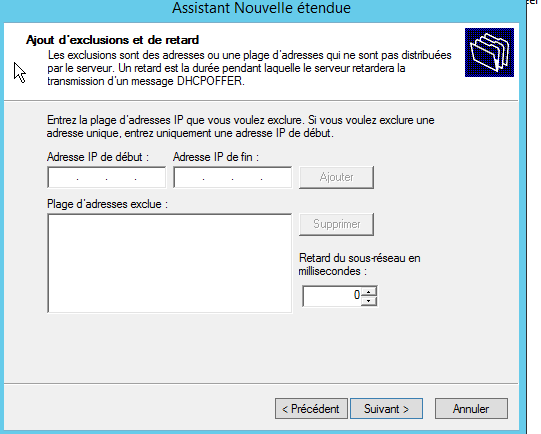 Assistant Nouvelle étendue
Ajout d'exclusions et de retard
Les exclusions sont des adresses ou une plage d'adresses qui ne sont pas distribuées
par le serveur. Un retard est la durée pendant laquelle le serveur retardera la
transmission d'un message DHCPOFFER.
Entrez la plage d'adresses IP que vous voulez exclure. Si vous voulez exclure une
adresse unique, entrez uniquement une adresse IP de début.
Adresse IP de début : Adresse IP de fin :
. . . . . . Ajouter
Plage d'adresses exclue :
Supprimer
Retard du sous-réseau en
millisecondes :
0
< Précédent Suivant > Annuler